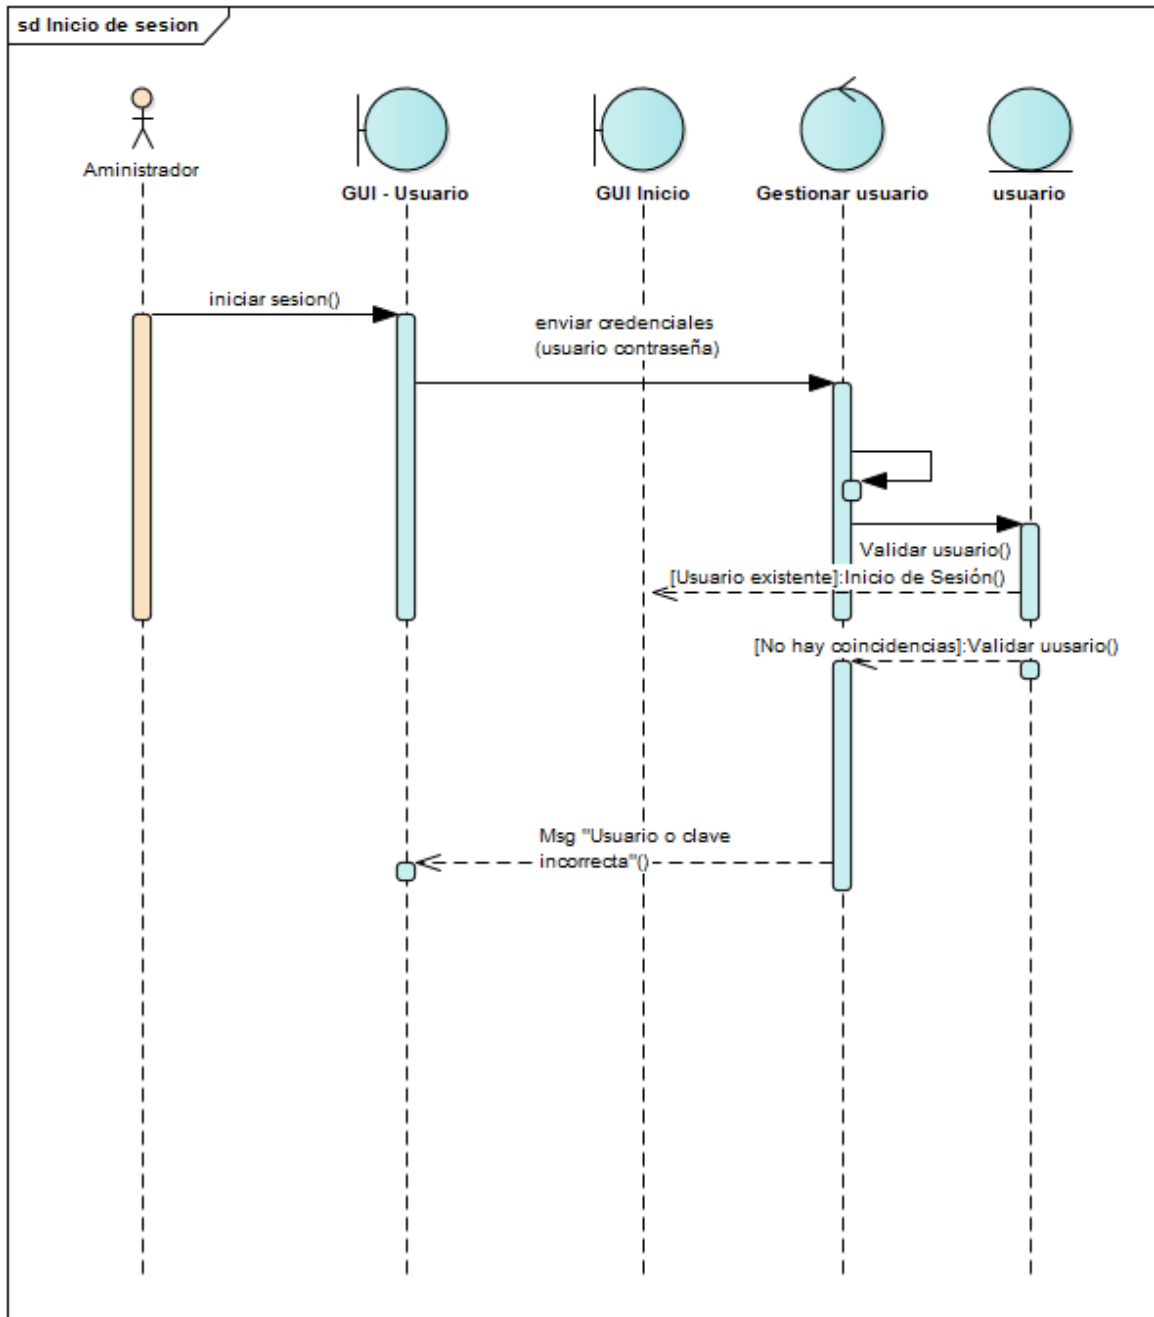 sd Inicio de sesion
Aministrador
GUI - Usuario
GUI Inicio
Gestionar usuario
usuario
iniciar sesion()
enviar credenciales
(usuario contraseña)
Validar usuario()
[Usuario existente]:Inicio de Sesión()
[No hay coincidencias]:Validar uusario()
Msg "Usuario o clave
incorrecta"()